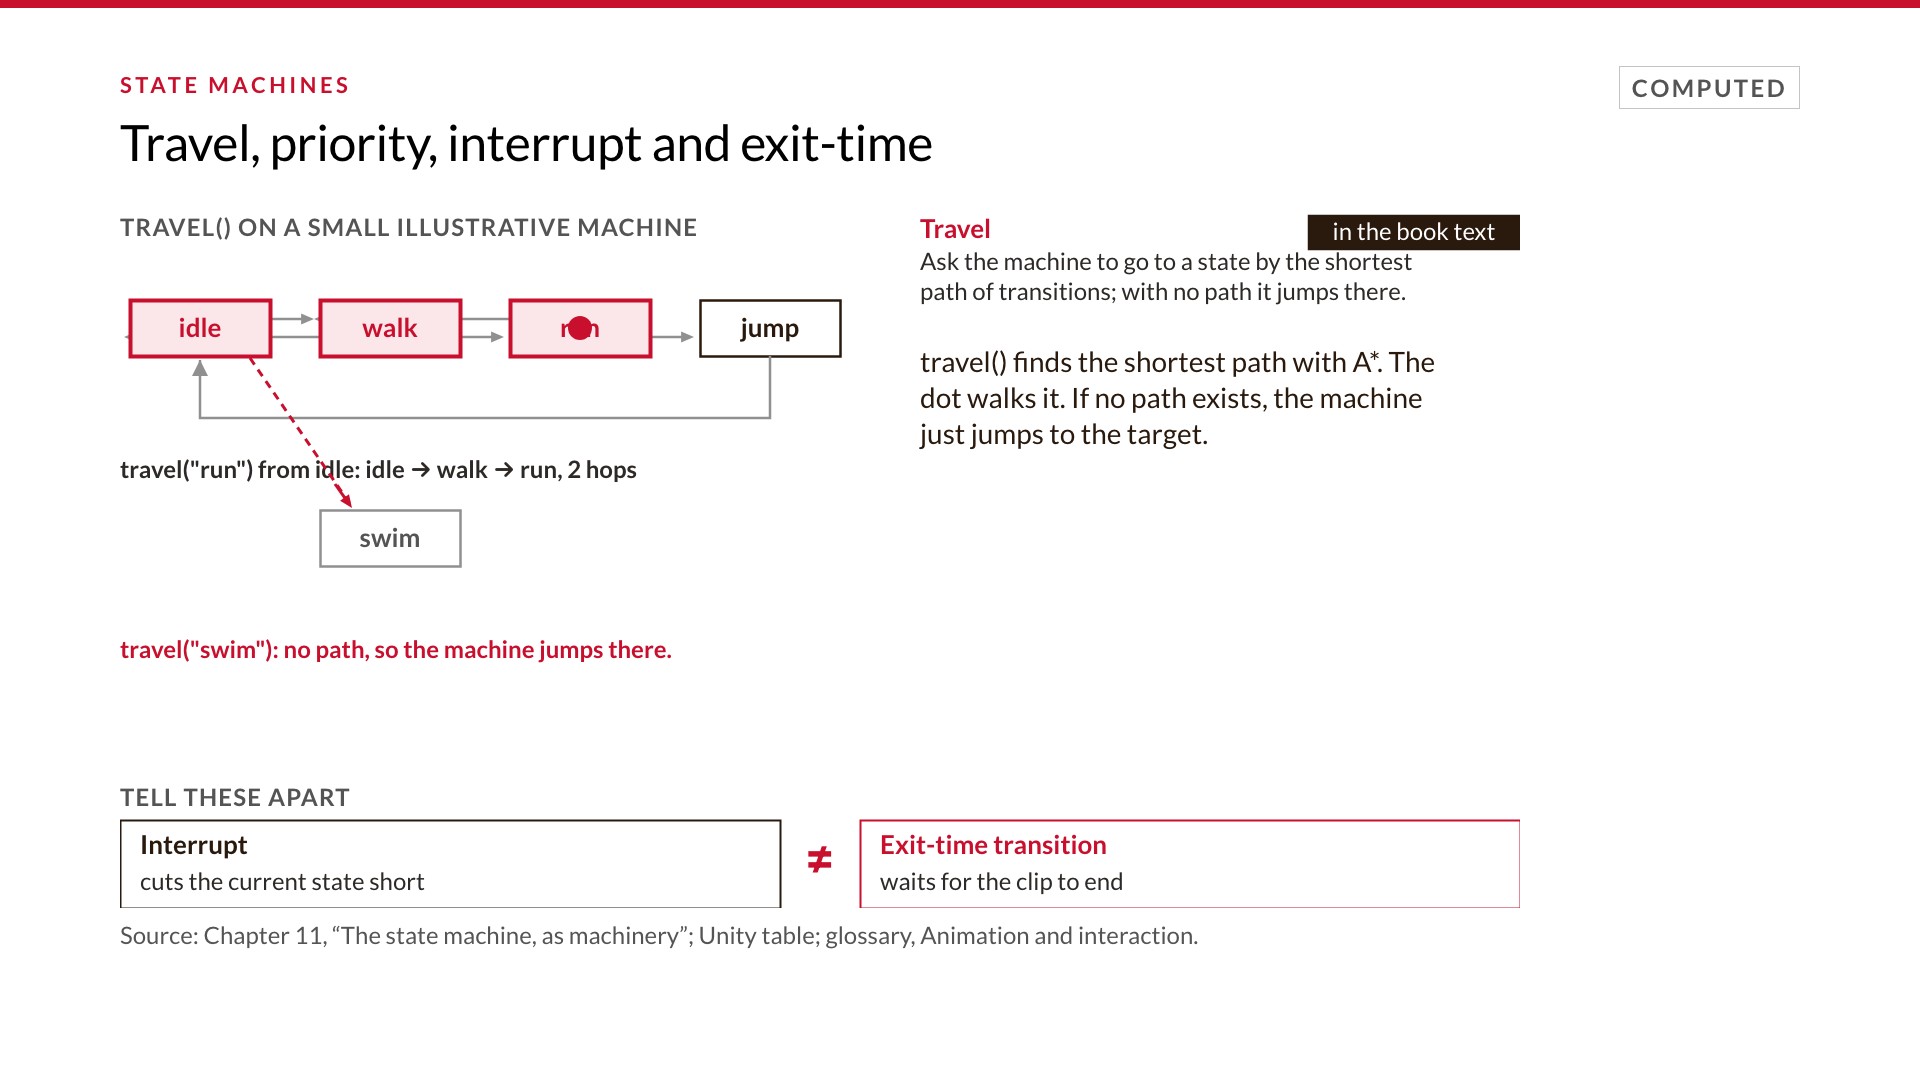 STATE MACHINES
COMPUTED
Travel, priority, interrupt and exit-time
TRAVEL() ON A SMALL ILLUSTRATIVE MACHINE
idle
walk
jump
travel("run") from idle: idle → walk → run, 2 hops
swim
travel("swim"): no path, so the machine jumps there.
Travel
in the book text
Ask the machine to go to a state by the shortest
path of transitions; with no path it jumps there.
travel() finds the shortest path with A*. The
dot walks it. If no path exists, the machine
just jumps to the target.
TELL THESE APART
Interrupt
cuts the current state short
≠
Exit-time transition
waits for the clip to end
Source: Chapter 11, “The state machine, as machinery”; Unity table; glossary, Animation and interaction.